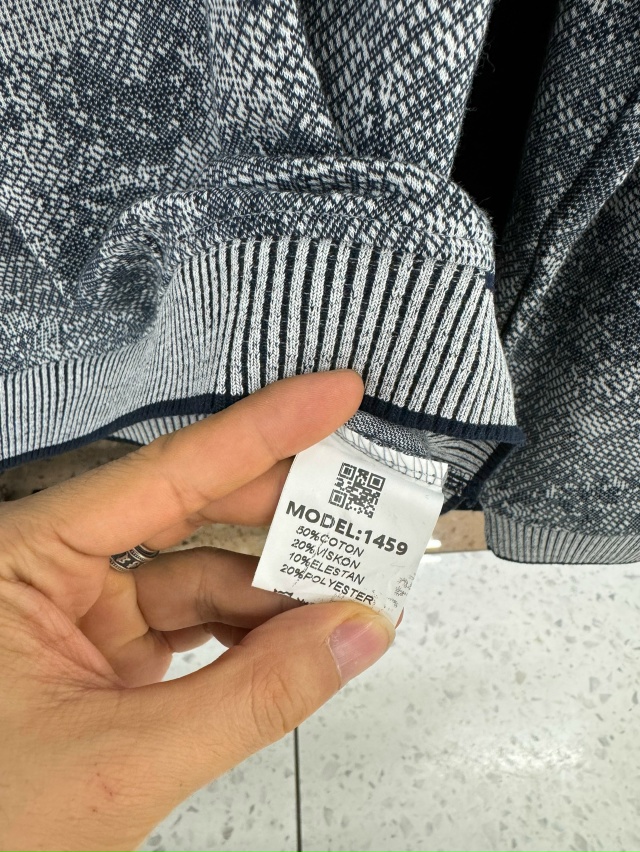 MODEL:1459
50%COTON
20%VISKON
10%ELESTAN
20%POLYESTER